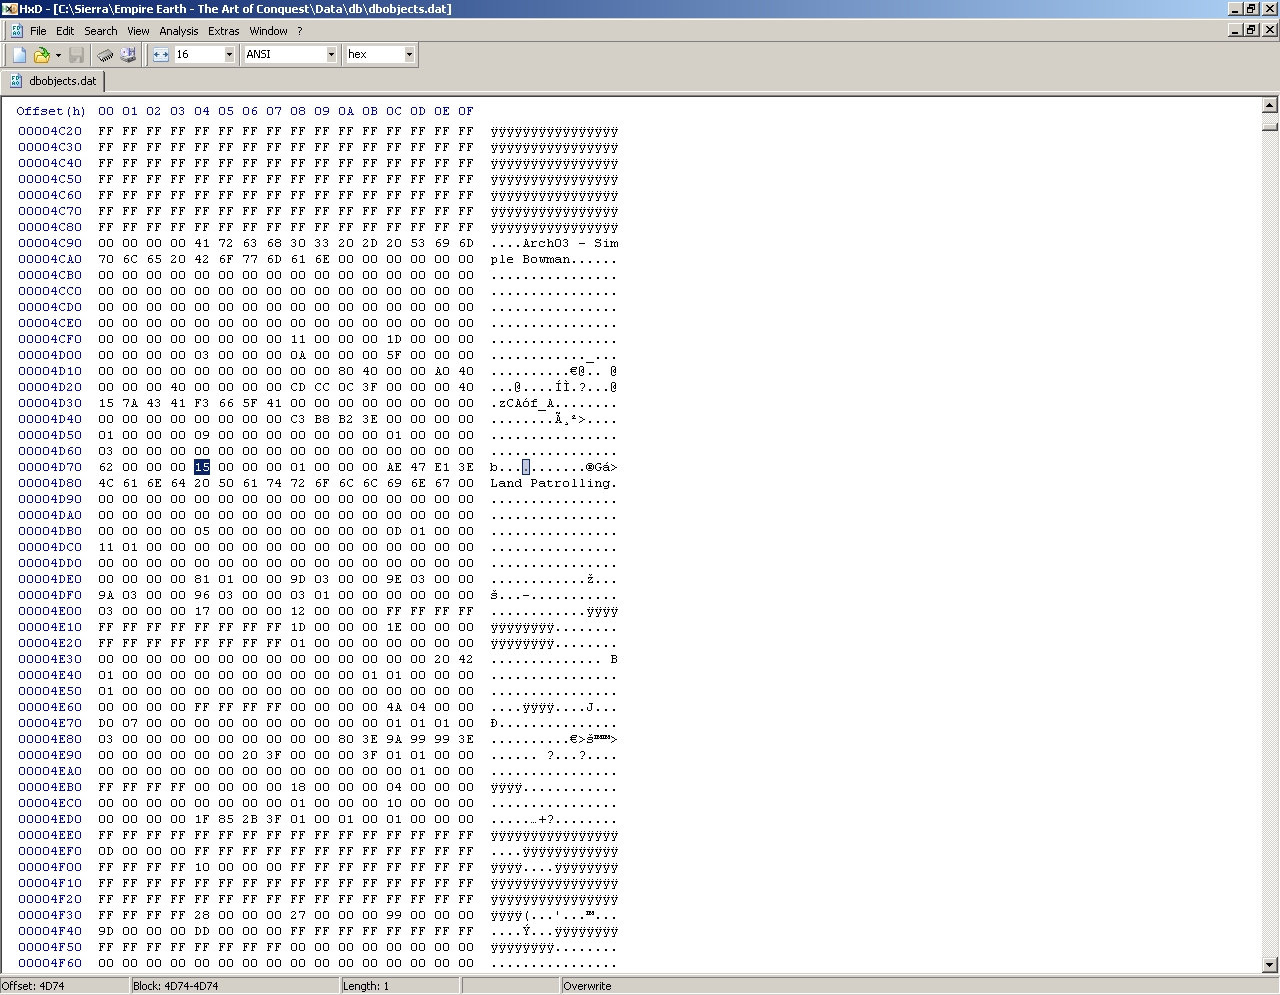 HxD - [C:\Sierra\Empire Earth - The Art of Conquest\Data\db\dbobjects.dat]
File Edit Search View Analysis Extras Window ?
16 ANSI hex
dbobjects.dat
Offset(h) 00 01 02 03 04 05 06 07 08 09 0A 0B 0C 0D 0E 0F
00004C20 FF FF FF FF FF FF FF FF FF FF FF FF FF FF FF FF ÿÿÿÿÿÿÿÿÿÿÿÿÿÿÿÿ
00004C30 FF FF FF FF FF FF FF FF FF FF FF FF FF FF FF FF ÿÿÿÿÿÿÿÿÿÿÿÿÿÿÿÿ
00004C40 FF FF FF FF FF FF FF FF FF FF FF FF FF FF FF FF ÿÿÿÿÿÿÿÿÿÿÿÿÿÿÿÿ
00004C50 FF FF FF FF FF FF FF FF FF FF FF FF FF FF FF FF ÿÿÿÿÿÿÿÿÿÿÿÿÿÿÿÿ
00004C60 FF FF FF FF FF FF FF FF FF FF FF FF FF FF FF FF ÿÿÿÿÿÿÿÿÿÿÿÿÿÿÿÿ
00004C70 FF FF FF FF FF FF FF FF FF FF FF FF FF FF FF FF ÿÿÿÿÿÿÿÿÿÿÿÿÿÿÿÿ
00004C80 FF FF FF FF FF FF FF FF FF FF FF FF FF FF FF FF ÿÿÿÿÿÿÿÿÿÿÿÿÿÿÿÿ
00004C90 00 00 00 00 41 72 63 68 30 33 20 2D 20 53 69 6D ....Arch03 - Sim
00004CA0 70 6C 65 20 42 6F 77 6D 61 6E 00 00 00 00 00 00 ple Bowman......
00004CB0 00 00 00 00 00 00 00 00 00 00 00 00 00 00 00 00 ................
00004CC0 00 00 00 00 00 00 00 00 00 00 00 00 00 00 00 00 ................
00004CD0 00 00 00 00 00 00 00 00 00 00 00 00 00 00 00 00 ................
00004CE0 00 00 00 00 00 00 00 00 00 00 00 00 00 00 00 00 ................
00004CF0 00 00 00 00 00 00 00 00 11 00 00 00 1D 00 00 00 ................
00004D00 00 00 00 00 03 00 00 00 0A 00 00 00 5F 00 00 00 ............_...
00004D10 00 00 00 00 00 00 00 00 00 00 80 40 00 00 A0 40 ..........€@.. @
00004D20 00 00 00 40 00 00 00 00 CD CC 0C 3F 00 00 00 40 ...@....ÍÌ.?...@
00004D30 15 7A 43 41 F3 66 5F 41 00 00 00 00 00 00 00 00 .zCAóf_A........
00004D40 00 00 00 00 00 00 00 00 C3 B8 B2 3E 00 00 00 00 ........Ã¸²>....
00004D50 01 00 00 00 09 00 00 00 00 00 00 00 01 00 00 00 ................
00004D60 03 00 00 00 00 00 00 00 00 00 00 00 00 00 00 00 ................
00004D70 62 00 00 00 15 00 00 00 01 00 00 00 AE 47 E1 3E b...........®Gá>
00004D80 4C 61 6E 64 20 50 61 74 72 6F 6C 6C 69 6E 67 00 Land Patrolling.
00004D90 00 00 00 00 00 00 00 00 00 00 00 00 00 00 00 00 ................
00004DA0 00 00 00 00 00 00 00 00 00 00 00 00 00 00 00 00 ................
00004DB0 00 00 00 00 05 00 00 00 00 00 00 00 0D 01 00 00 ................
00004DC0 11 01 00 00 00 00 00 00 00 00 00 00 00 00 00 00 ................
00004DD0 00 00 00 00 00 00 00 00 00 00 00 00 00 00 00 00 ................
00004DE0 00 00 00 00 81 01 00 00 9D 03 00 00 9E 03 00 00 ............ž...
00004DF0 9A 03 00 00 96 03 00 00 03 01 00 00 00 00 00 00 š...–...........
00004E00 03 00 00 00 17 00 00 00 12 00 00 00 FF FF FF FF ............ÿÿÿÿ
00004E10 FF FF FF FF FF FF FF FF 1D 00 00 00 1E 00 00 00 ÿÿÿÿÿÿÿÿ........
00004E20 FF FF FF FF FF FF FF FF 01 00 00 00 00 00 00 00 ÿÿÿÿÿÿÿÿ........
00004E30 00 00 00 00 00 00 00 00 00 00 00 00 00 00 20 42 .............. B
00004E40 01 00 00 00 00 00 00 00 00 00 00 01 01 00 00 00 ................
00004E50 01 00 00 00 00 00 00 00 00 00 00 00 00 00 00 00 ................
00004E60 00 00 00 00 FF FF FF FF 00 00 00 00 4A 04 00 00 ....ÿÿÿÿ....J...
00004E70 D0 07 00 00 00 00 00 00 00 00 00 00 01 01 01 00 Ð...............
00004E80 03 00 00 00 00 00 00 00 00 00 80 3E 9A 99 99 3E ..........€>š™™>
00004E90 00 00 00 00 00 00 20 3F 00 00 00 3F 01 01 00 00 ...... ?...?....
00004EA0 00 00 00 00 00 00 00 00 00 00 00 00 00 01 00 00 ................
00004EB0 FF FF FF FF 00 00 00 00 18 00 00 00 04 00 00 00 ÿÿÿÿ............
00004EC0 00 00 00 00 00 00 00 00 01 00 00 00 10 00 00 00 ................
00004ED0 00 00 00 00 1F 85 2B 3F 01 00 01 00 01 00 00 00 .....…+?........
00004EE0 FF FF FF FF FF FF FF FF FF FF FF FF FF FF FF FF ÿÿÿÿÿÿÿÿÿÿÿÿÿÿÿÿ
00004EF0 0D 00 00 00 FF FF FF FF FF FF FF FF FF FF FF FF ....ÿÿÿÿÿÿÿÿÿÿÿÿ
00004F00 FF FF FF FF 10 00 00 00 FF FF FF FF FF FF FF FF ÿÿÿÿ....ÿÿÿÿÿÿÿÿ
00004F10 FF FF FF FF FF FF FF FF FF FF FF FF FF FF FF FF ÿÿÿÿÿÿÿÿÿÿÿÿÿÿÿÿ
00004F20 FF FF FF FF FF FF FF FF FF FF FF FF FF FF FF FF ÿÿÿÿÿÿÿÿÿÿÿÿÿÿÿÿ
00004F30 FF FF FF FF 28 00 00 00 27 00 00 00 99 00 00 00 ÿÿÿÿ(...'...™...
00004F40 9D 00 00 00 DD 00 00 00 FF FF FF FF FF FF FF FF ....Ý...ÿÿÿÿÿÿÿÿ
00004F50 FF FF FF FF FF FF FF FF 00 00 00 00 00 00 00 00 ÿÿÿÿÿÿÿÿ........
00004F60 00 00 00 00 00 00 00 00 00 00 00 00 00 00 00 00 ................
Offset: 4D74 Block: 4D74-4D74 Length: 1 Overwrite